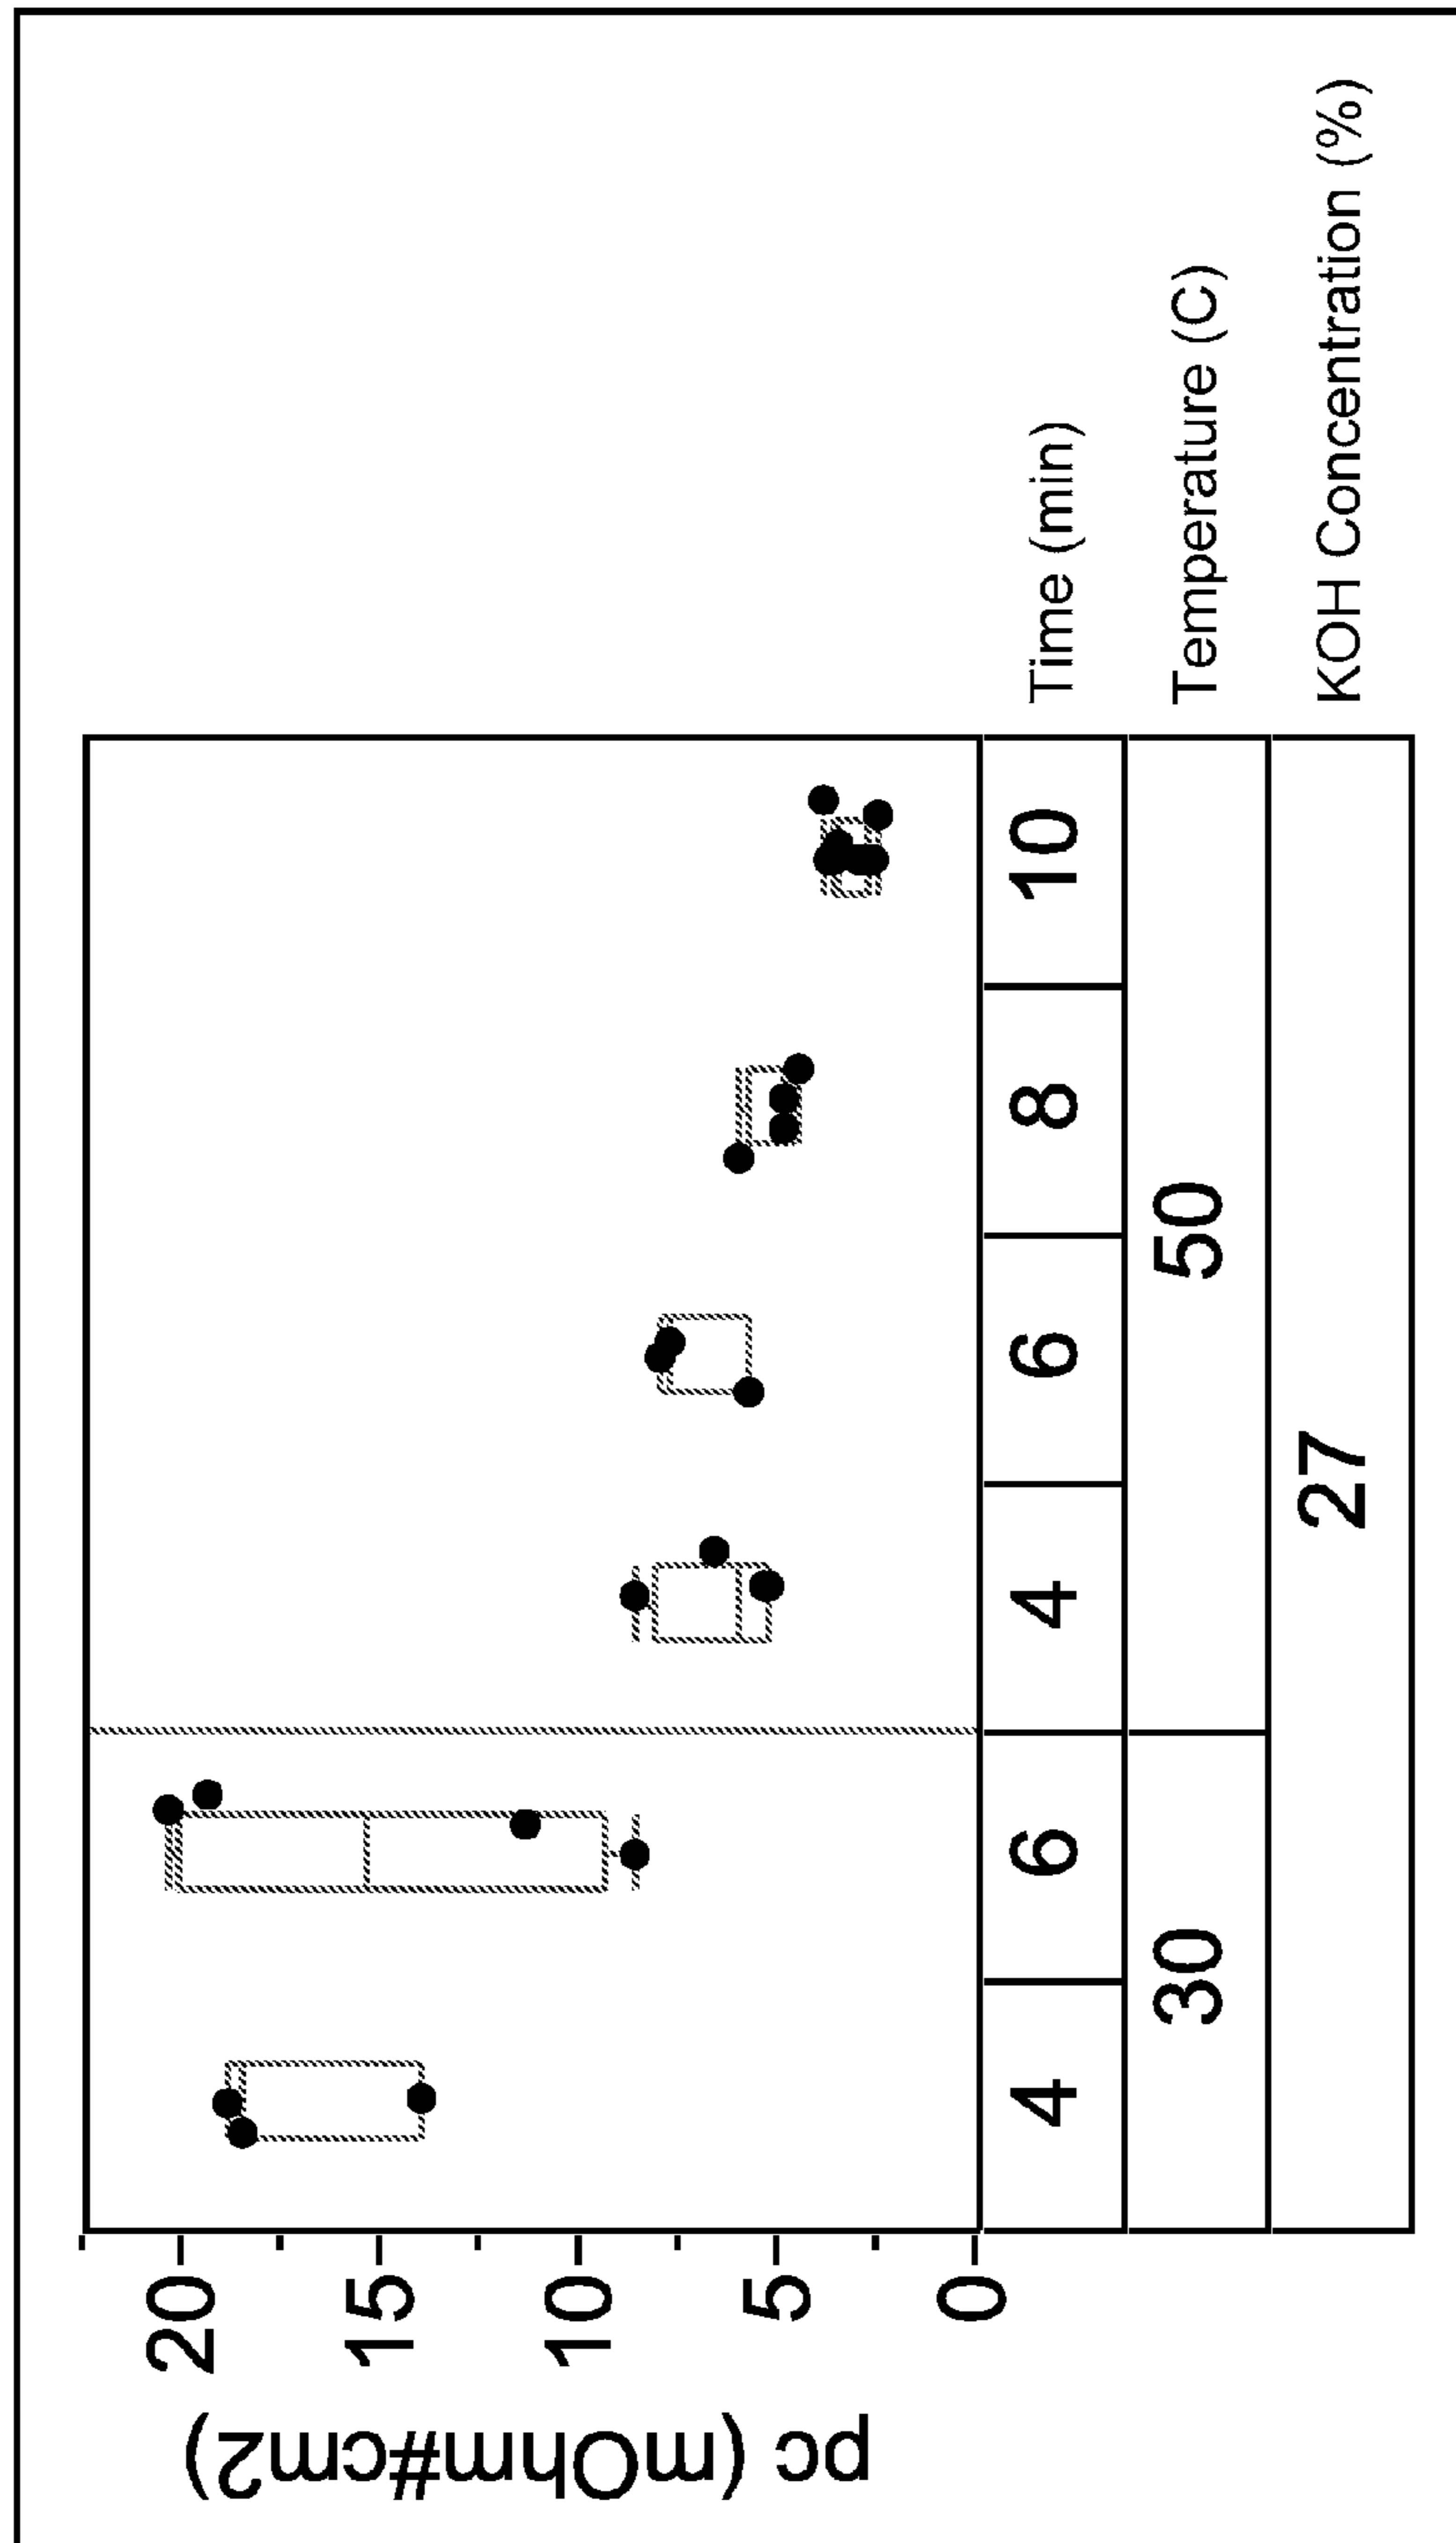 pc (mOhm#cm2)
20
15
10
5
0
4 6 4 6 8 10 Time (min)
30 50 Temperature (C)
27 KOH Concentration (%)